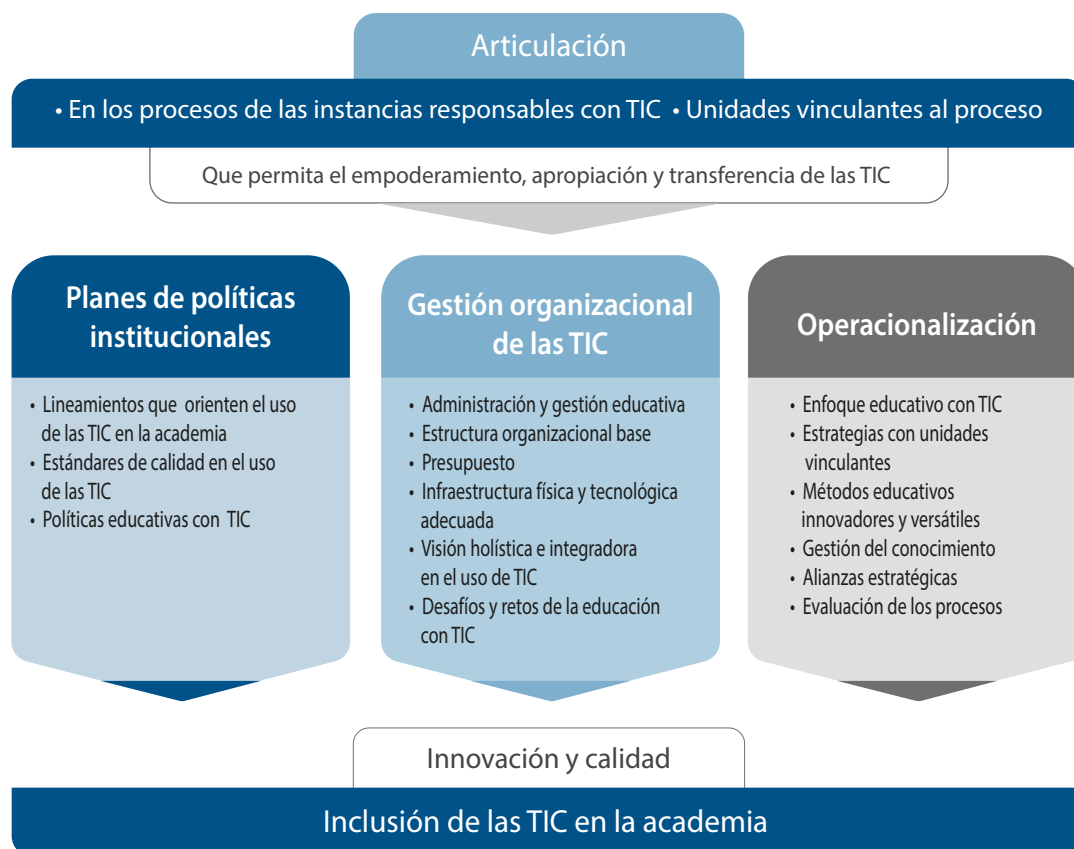 Articulación
• En los procesos de las instancias responsables con TIC • Unidades vinculantes al proceso
Que permita el empoderamiento, apropiación y transferencia de las TIC
Planes de políticas
institucionales
• Lineamientos que orienten el uso
de las TIC en la academia
• Estándares de calidad en el uso
de las TIC
• Políticas educativas con TIC
Gestión organizacional
de las TIC
• Administración y gestión educativa
• Estructura organizacional base
• Presupuesto
• Infraestructura física y tecnológica
adecuada
• Visión holística e integradora
en el uso de TIC
• Desafíos y retos de la educación
con TIC
Operacionalización
• Enfoque educativo con TIC
• Estrategias con unidades
vinculantes
• Métodos educativos
innovadores y versátiles
• Gestión del conocimiento
• Alianzas estratégicas
• Evaluación de los procesos
Innovación y calidad
Inclusión de las TIC en la academia